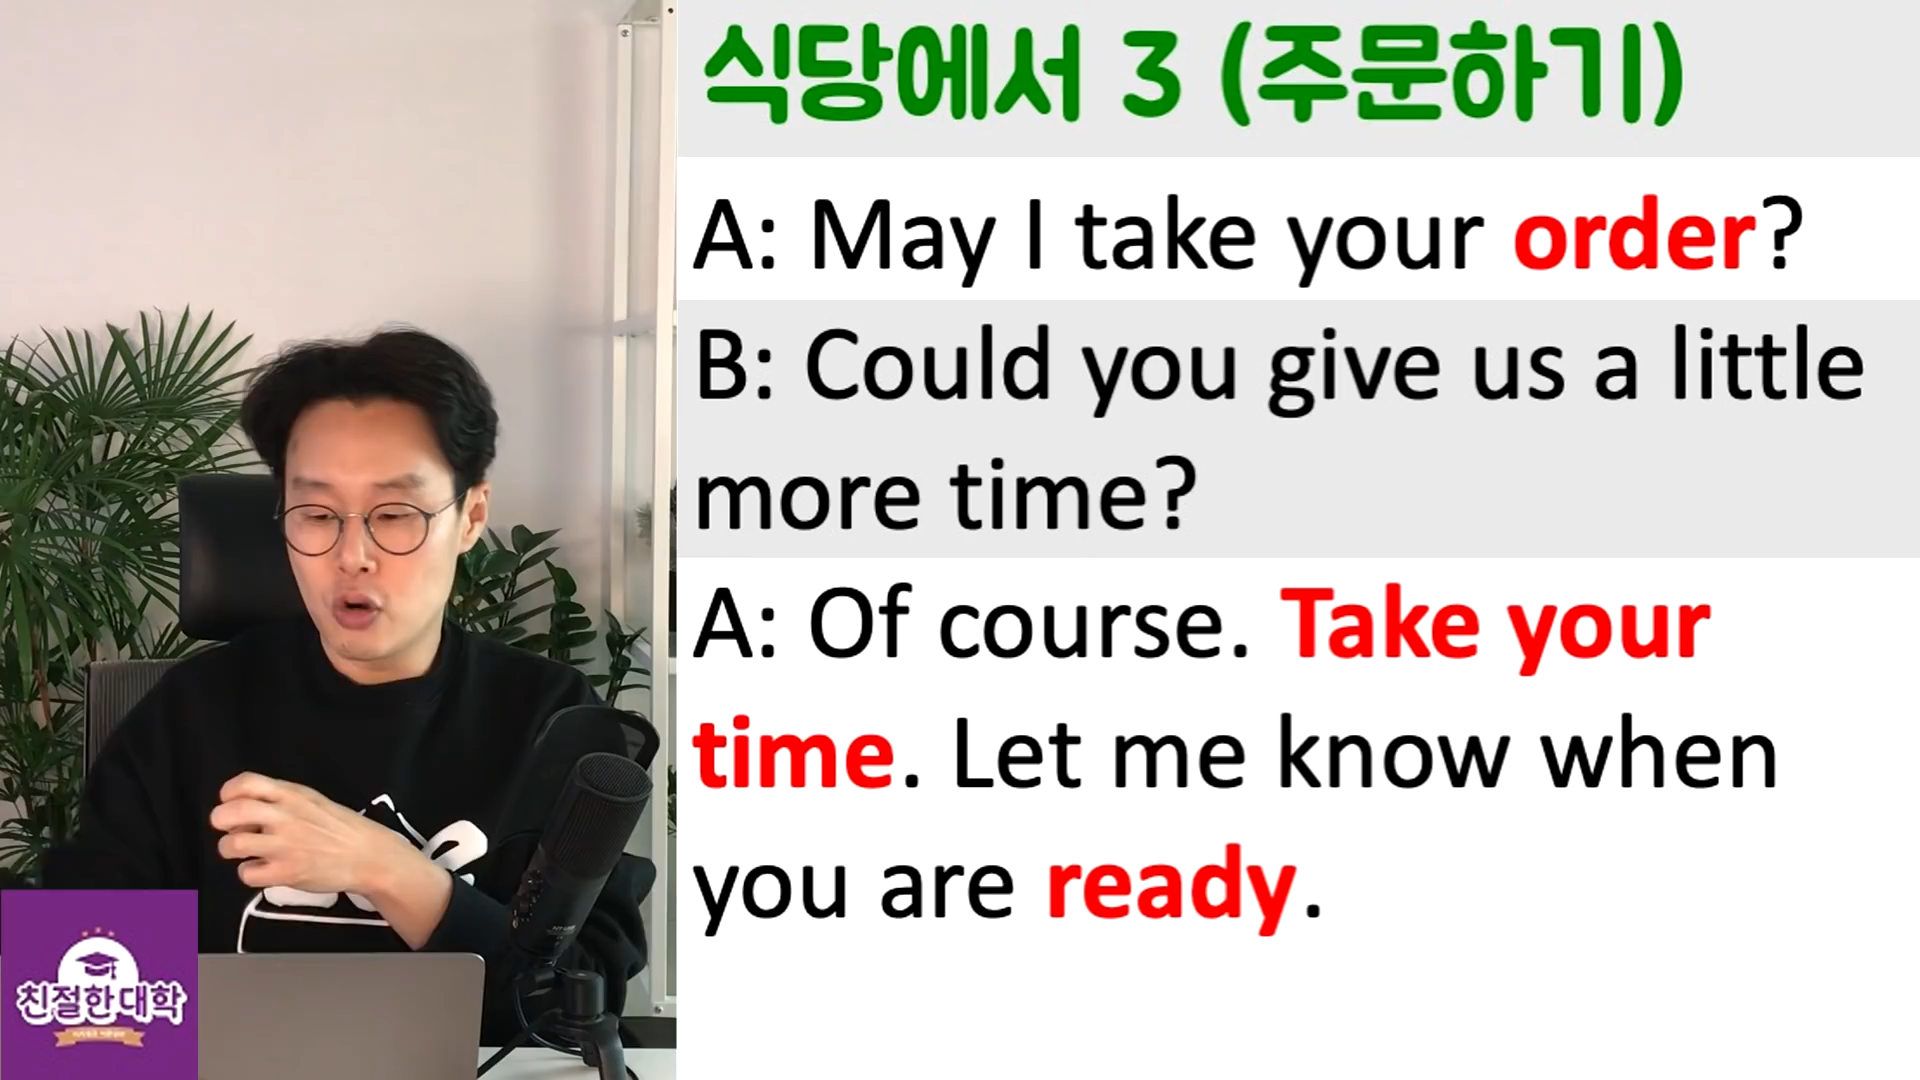 식당에서 3 (주문하기)
A: May I take your order?
B: Could you give us a little
more time?
A: Of course. Take your
time. Let me know when
you are ready.
친절한대학